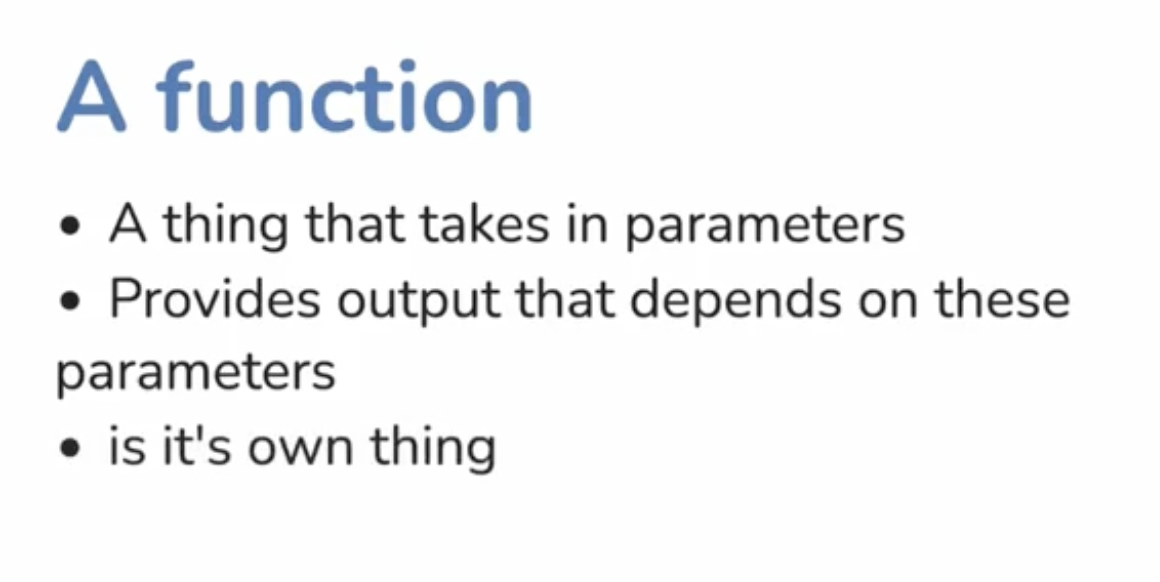 A function
• A thing that takes in parameters
• Provides output that depends on these
parameters
• is it's own thing